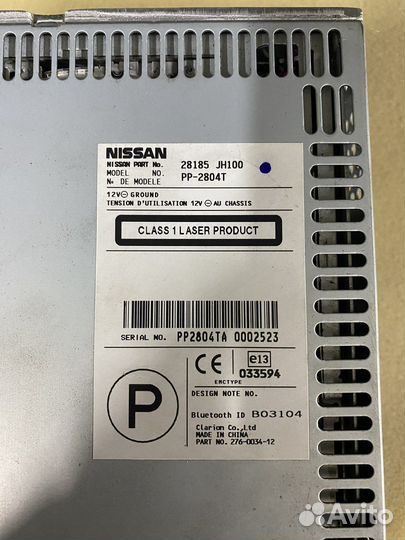 NISSAN
NISSAN PART No. 28185 JH100
MODEL NO. PP-2804T
No DE MODELE
12V⊖ GROUND
TENSION D'UTILISATION 12V ⊖ AU CHASSIS
CLASS 1 LASER PRODUCT
SERIAL NO. PP2804TA 0002523
CE e13
033594
EMCTYPE
P
DESIGN NOTE NO.
Bluetooth ID B03104
Clarion Co.,Ltd
MADE IN CHINA
PART NO. 276-0034-12
Avito